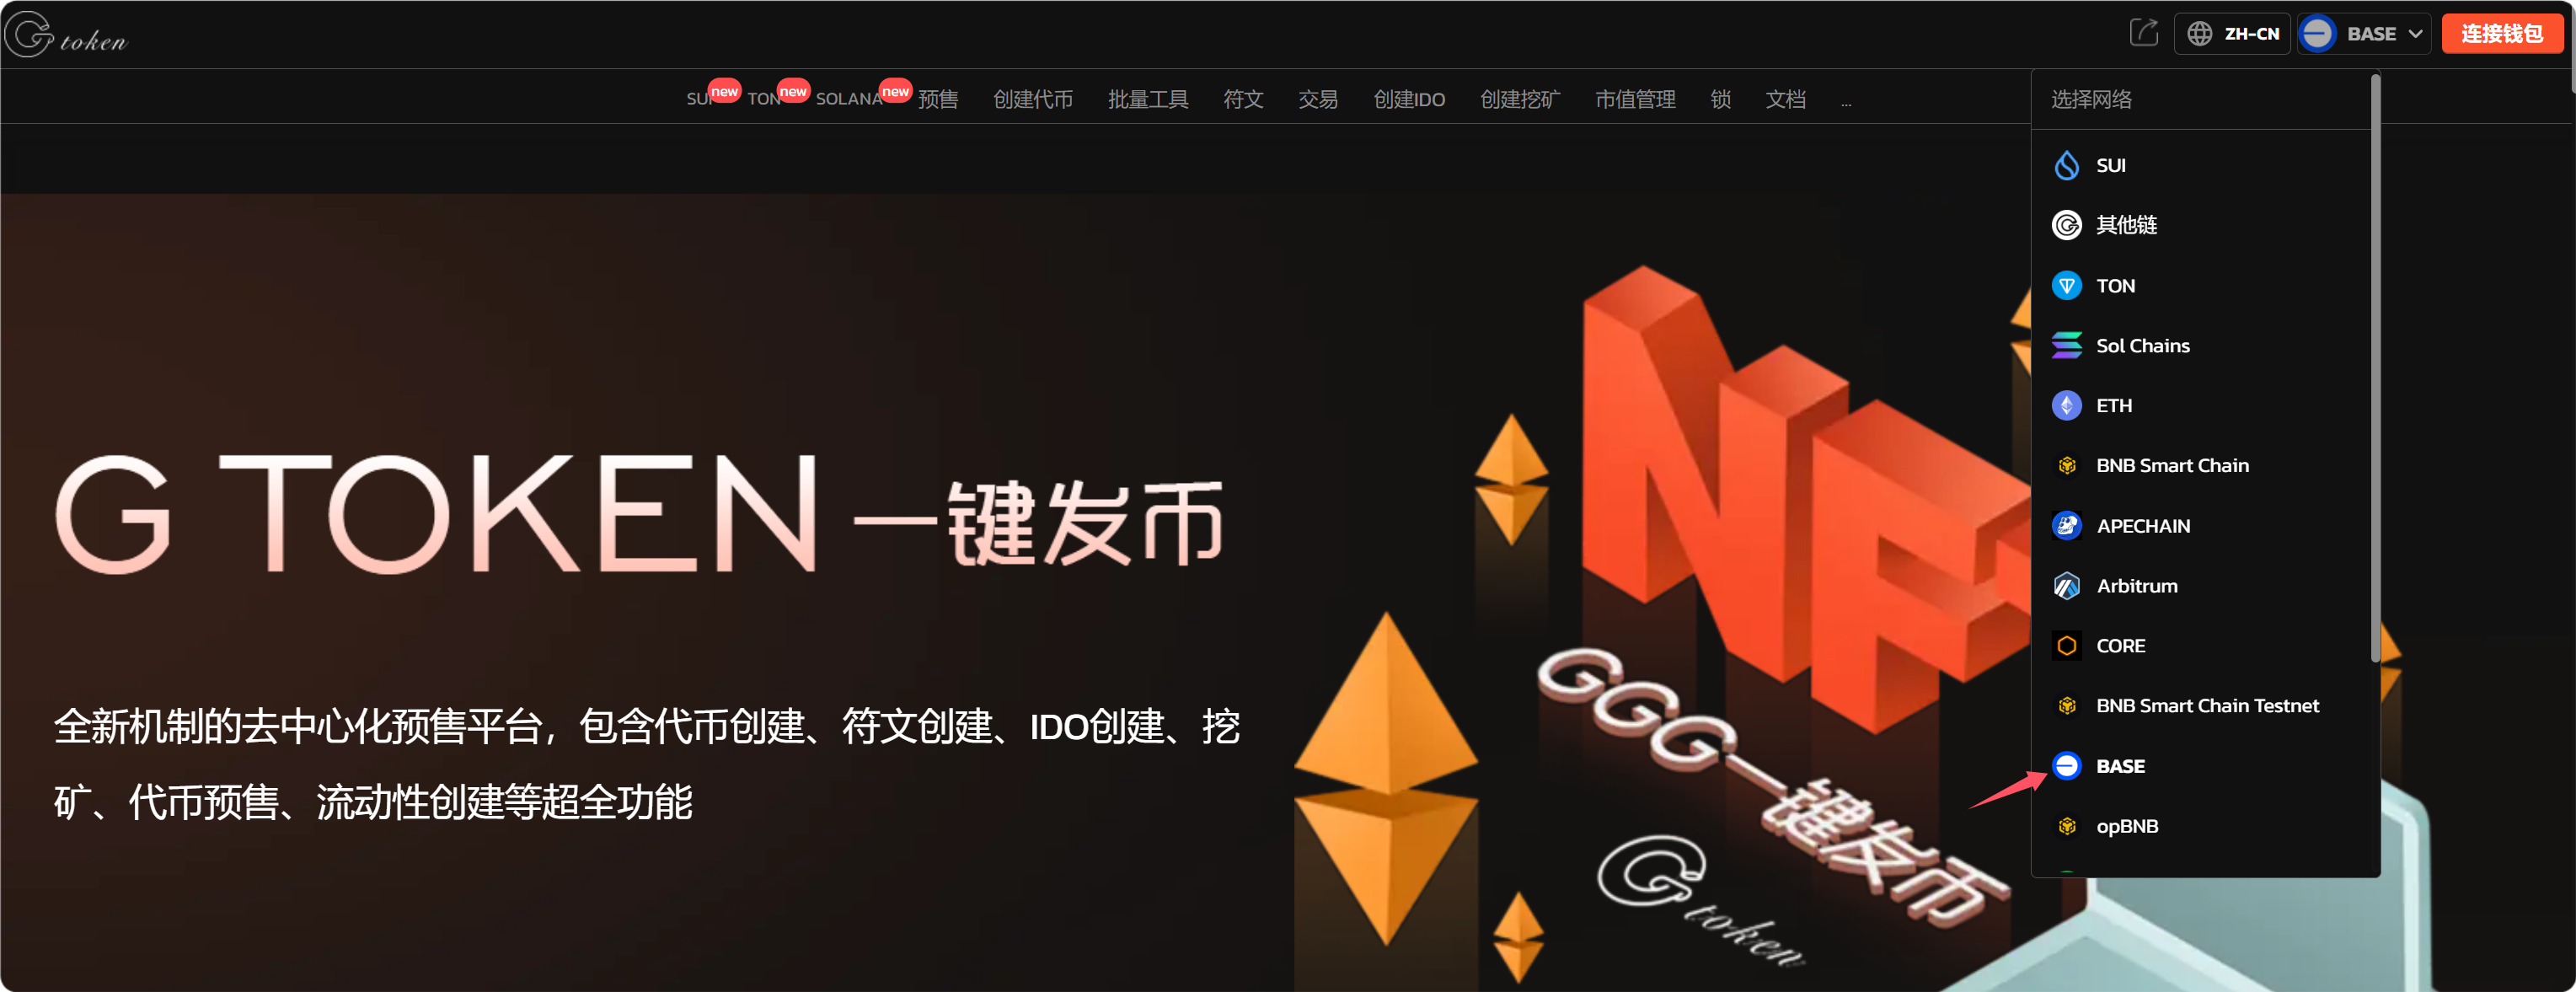 G token
ZH-CN
BASE
连接钱包
SUI new TON new SOLANA new 预售 创建代币 批量工具 符文 交易 创建IDO 创建挖矿 市值管理 锁 文档 ...
选择网络
SUI
其他链
TON
Sol Chains
ETH
BNB Smart Chain
APECHAIN
Arbitrum
CORE
BNB Smart Chain Testnet
BASE
opBNB
G TOKEN 一键发币
全新机制的去中心化预售平台，包含代币创建、符文创建、IDO创建、挖
矿、代币预售、流动性创建等超全功能
NF
GGG一键发币
G token